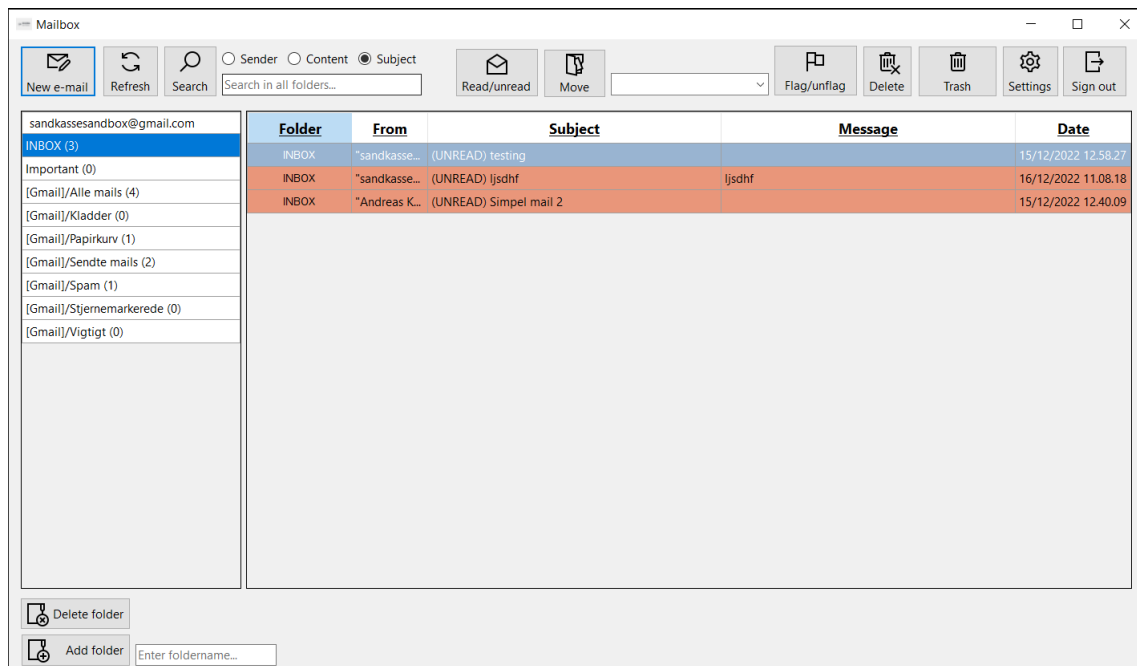 Mailbox
Sender Content Subject
New e-mail Refresh Search Search in all folders... Read/unread Move Flag/unflag Delete Trash Settings Sign out
sandkassesandbox@gmail.com
INBOX (3)
Important (0)
[Gmail]/Alle mails (4)
[Gmail]/Kladder (0)
[Gmail]/Papirkurv (1)
[Gmail]/Sendte mails (2)
[Gmail]/Spam (1)
[Gmail]/Stjernemarkerede (0)
[Gmail]/Vigtigt (0)
Folder From Subject Message Date
INBOX "sandkasse... (UNREAD) testing 15/12/2022 12.58.27
INBOX "sandkasse... (UNREAD) ljsdhf ljsdhf 16/12/2022 11.08.18
INBOX "Andreas K... (UNREAD) Simpel mail 2 15/12/2022 12.40.09
Delete folder
Add folder Enter foldername...